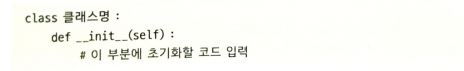 class 클래스명 :
    def __init__(self) :
        # 이 부분에 초기화할 코드 입력